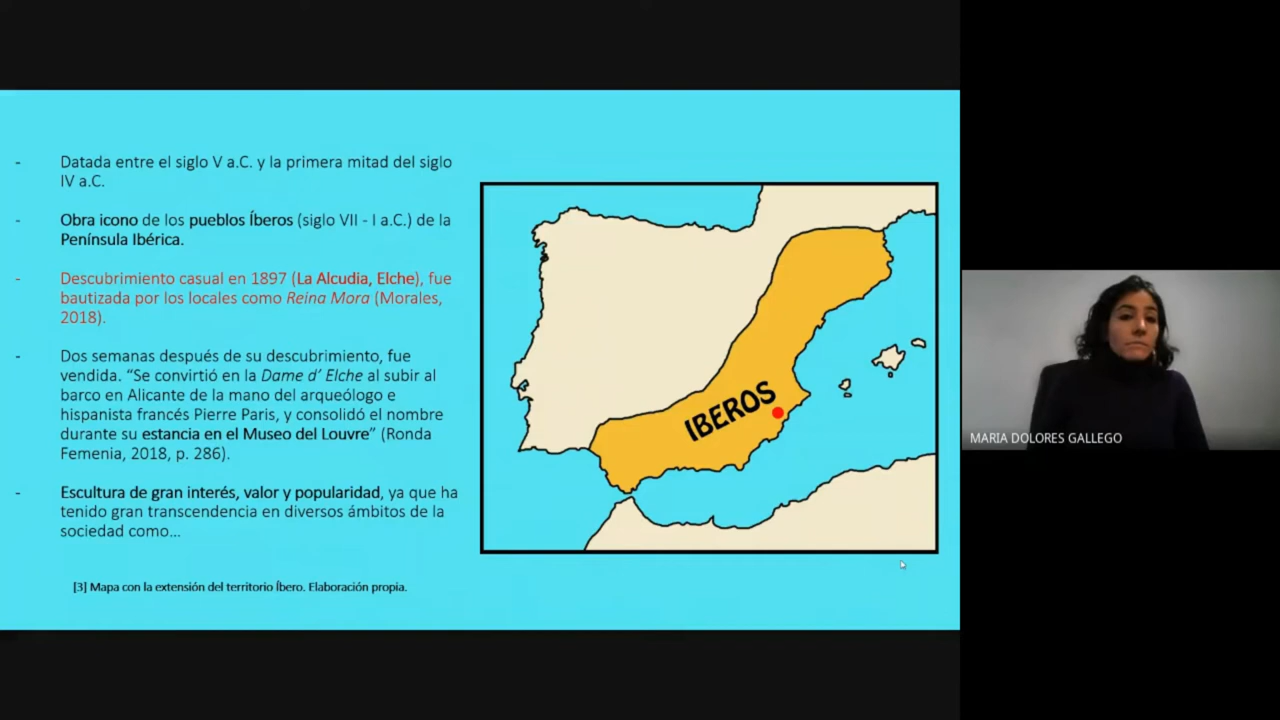 - Datada entre el siglo V a.C. y la primera mitad del siglo
IV a.C.
- Obra icono de los pueblos Íberos (siglo VII - I a.C.) de la
Península Ibérica.
- Descubrimiento casual en 1897 (La Alcudia, Elche), fue
bautizada por los locales como Reina Mora (Morales,
2018).
- Dos semanas después de su descubrimiento, fue
vendida. “Se convirtió en la Dame d’ Elche al subir al
barco en Alicante de la mano del arqueólogo e
hispanista francés Pierre Paris, y consolidó el nombre
durante su estancia en el Museo del Louvre” (Ronda
Femenia, 2018, p. 286).
- Escultura de gran interés, valor y popularidad, ya que ha
tenido gran transcendencia en diversos ámbitos de la
sociedad como…
[3] Mapa con la extensión del territorio Íbero. Elaboración propia.
IBEROS
MARIA DOLORES GALLEGO